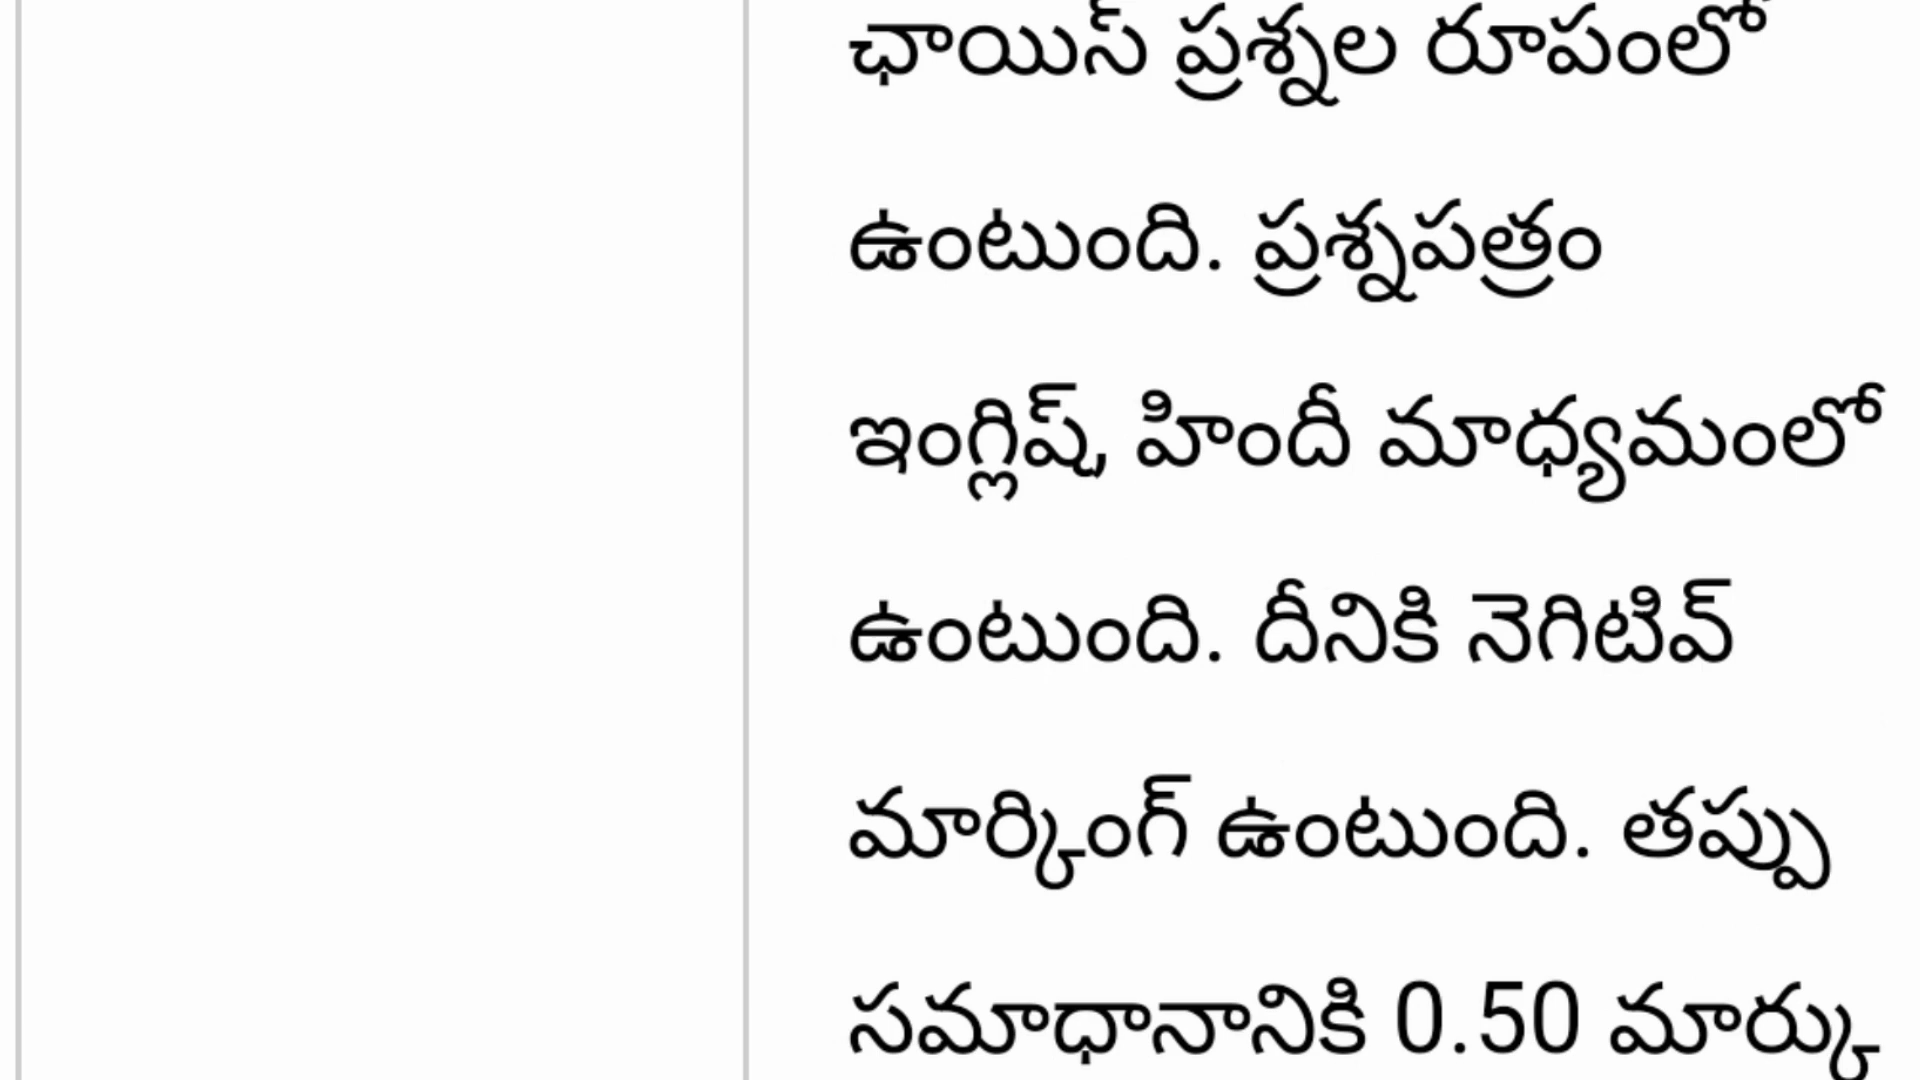 ఛాయిస్ ప్రశ్నల రూపంలో
ఉంటుంది. ప్రశ్నపత్రం
ఇంగ్లిష్, హిందీ మాధ్యమంలో
ఉంటుంది. దీనికి నెగిటివ్
మార్కింగ్ ఉంటుంది. తప్పు
సమాధానానికి 0.50 మార్కు